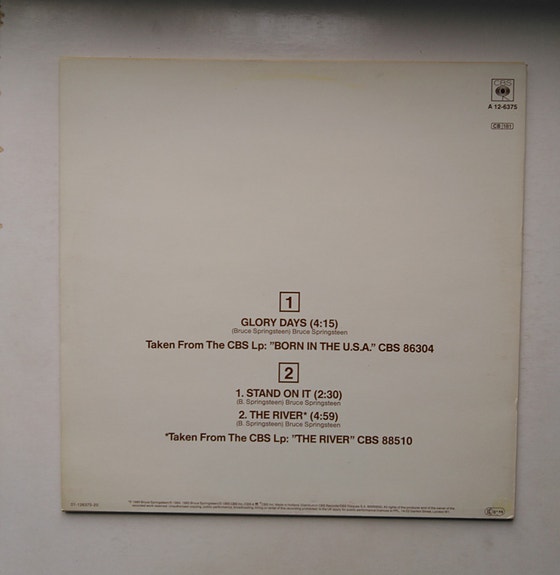 CBS
A 12-6375
CB 161
1
GLORY DAYS (4:15)
(Bruce Springsteen) Bruce Springsteen
Taken From The CBS Lp: "BORN IN THE U.S.A." CBS 86304
2
1. STAND ON IT (2:30)
(B. Springsteen) Bruce Springsteen
2. THE RIVER* (4:59)
(B. Springsteen) Bruce Springsteen
*Taken From The CBS Lp: "THE RIVER" CBS 88510